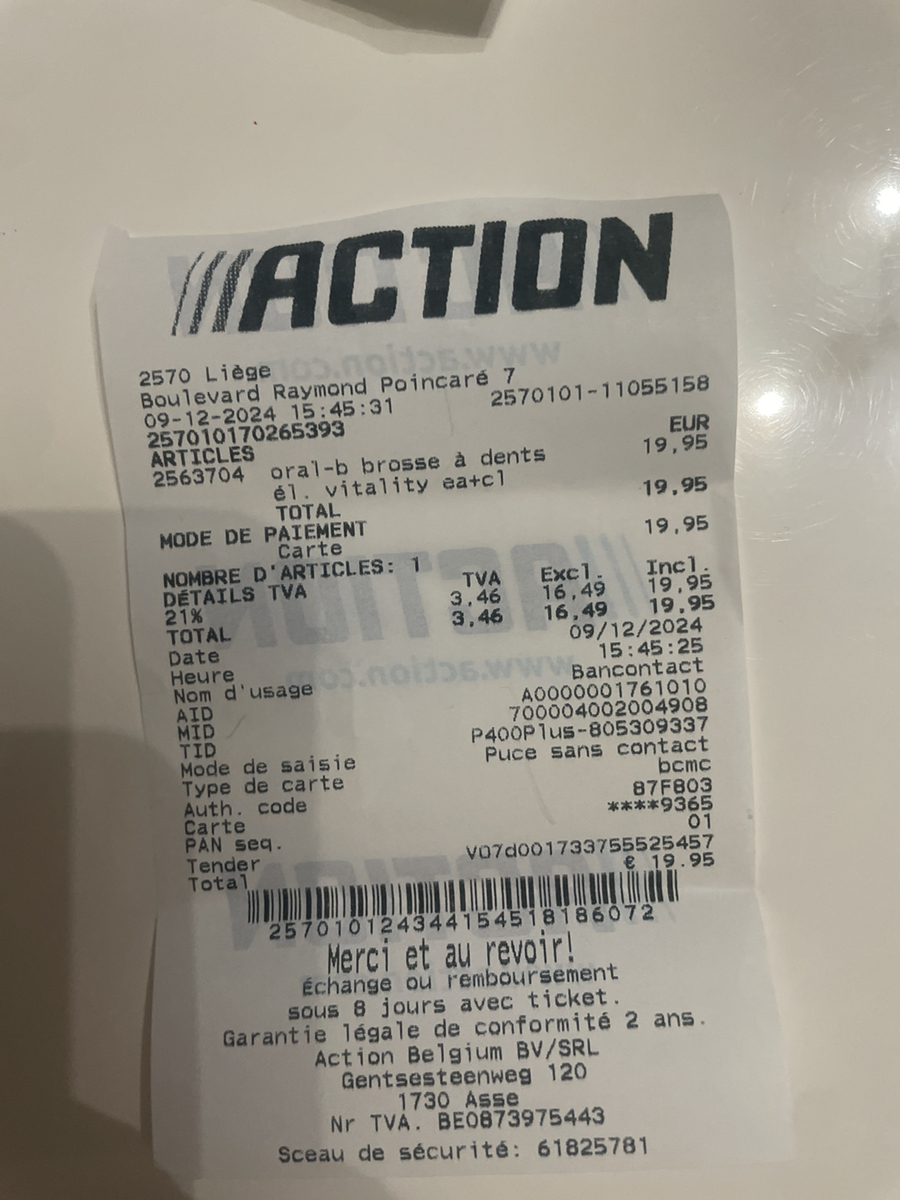 ///ACTION
2570 Liège
Boulevard Raymond Poincaré 7
09-12-2024 15:45:31 2570101-11055158
257010170265393
ARTICLES EUR
2563704 oral-b brosse à dents 19,95
él. vitality ea+cl
TOTAL 19,95
MODE DE PAIEMENT
Carte 19,95
NOMBRE D'ARTICLES: 1
DÉTAILS TVA TVA Excl. Incl.
21% 3,46 16,49 19,95
TOTAL 3,46 16,49 19,95
Date 09/12/2024
Heure 15:45:25
Nom d'usage Bancontact
AID A0000001761010
MID 700004002004908
TID P400Plus-805309337
Mode de saisie Puce sans contact
Type de carte bcmc
Auth. code 87F803
Carte ****9365
PAN seq. 01
Tender V07d001733755525457
Total € 19.95
257010124344154518186072
Merci et au revoir!
Échange ou remboursement
sous 8 jours avec ticket.
Garantie légale de conformité 2 ans.
Action Belgium BV/SRL
Gentsesteenweg 120
1730 Asse
Nr TVA. BE0873975443
Sceau de sécurité: 61825781